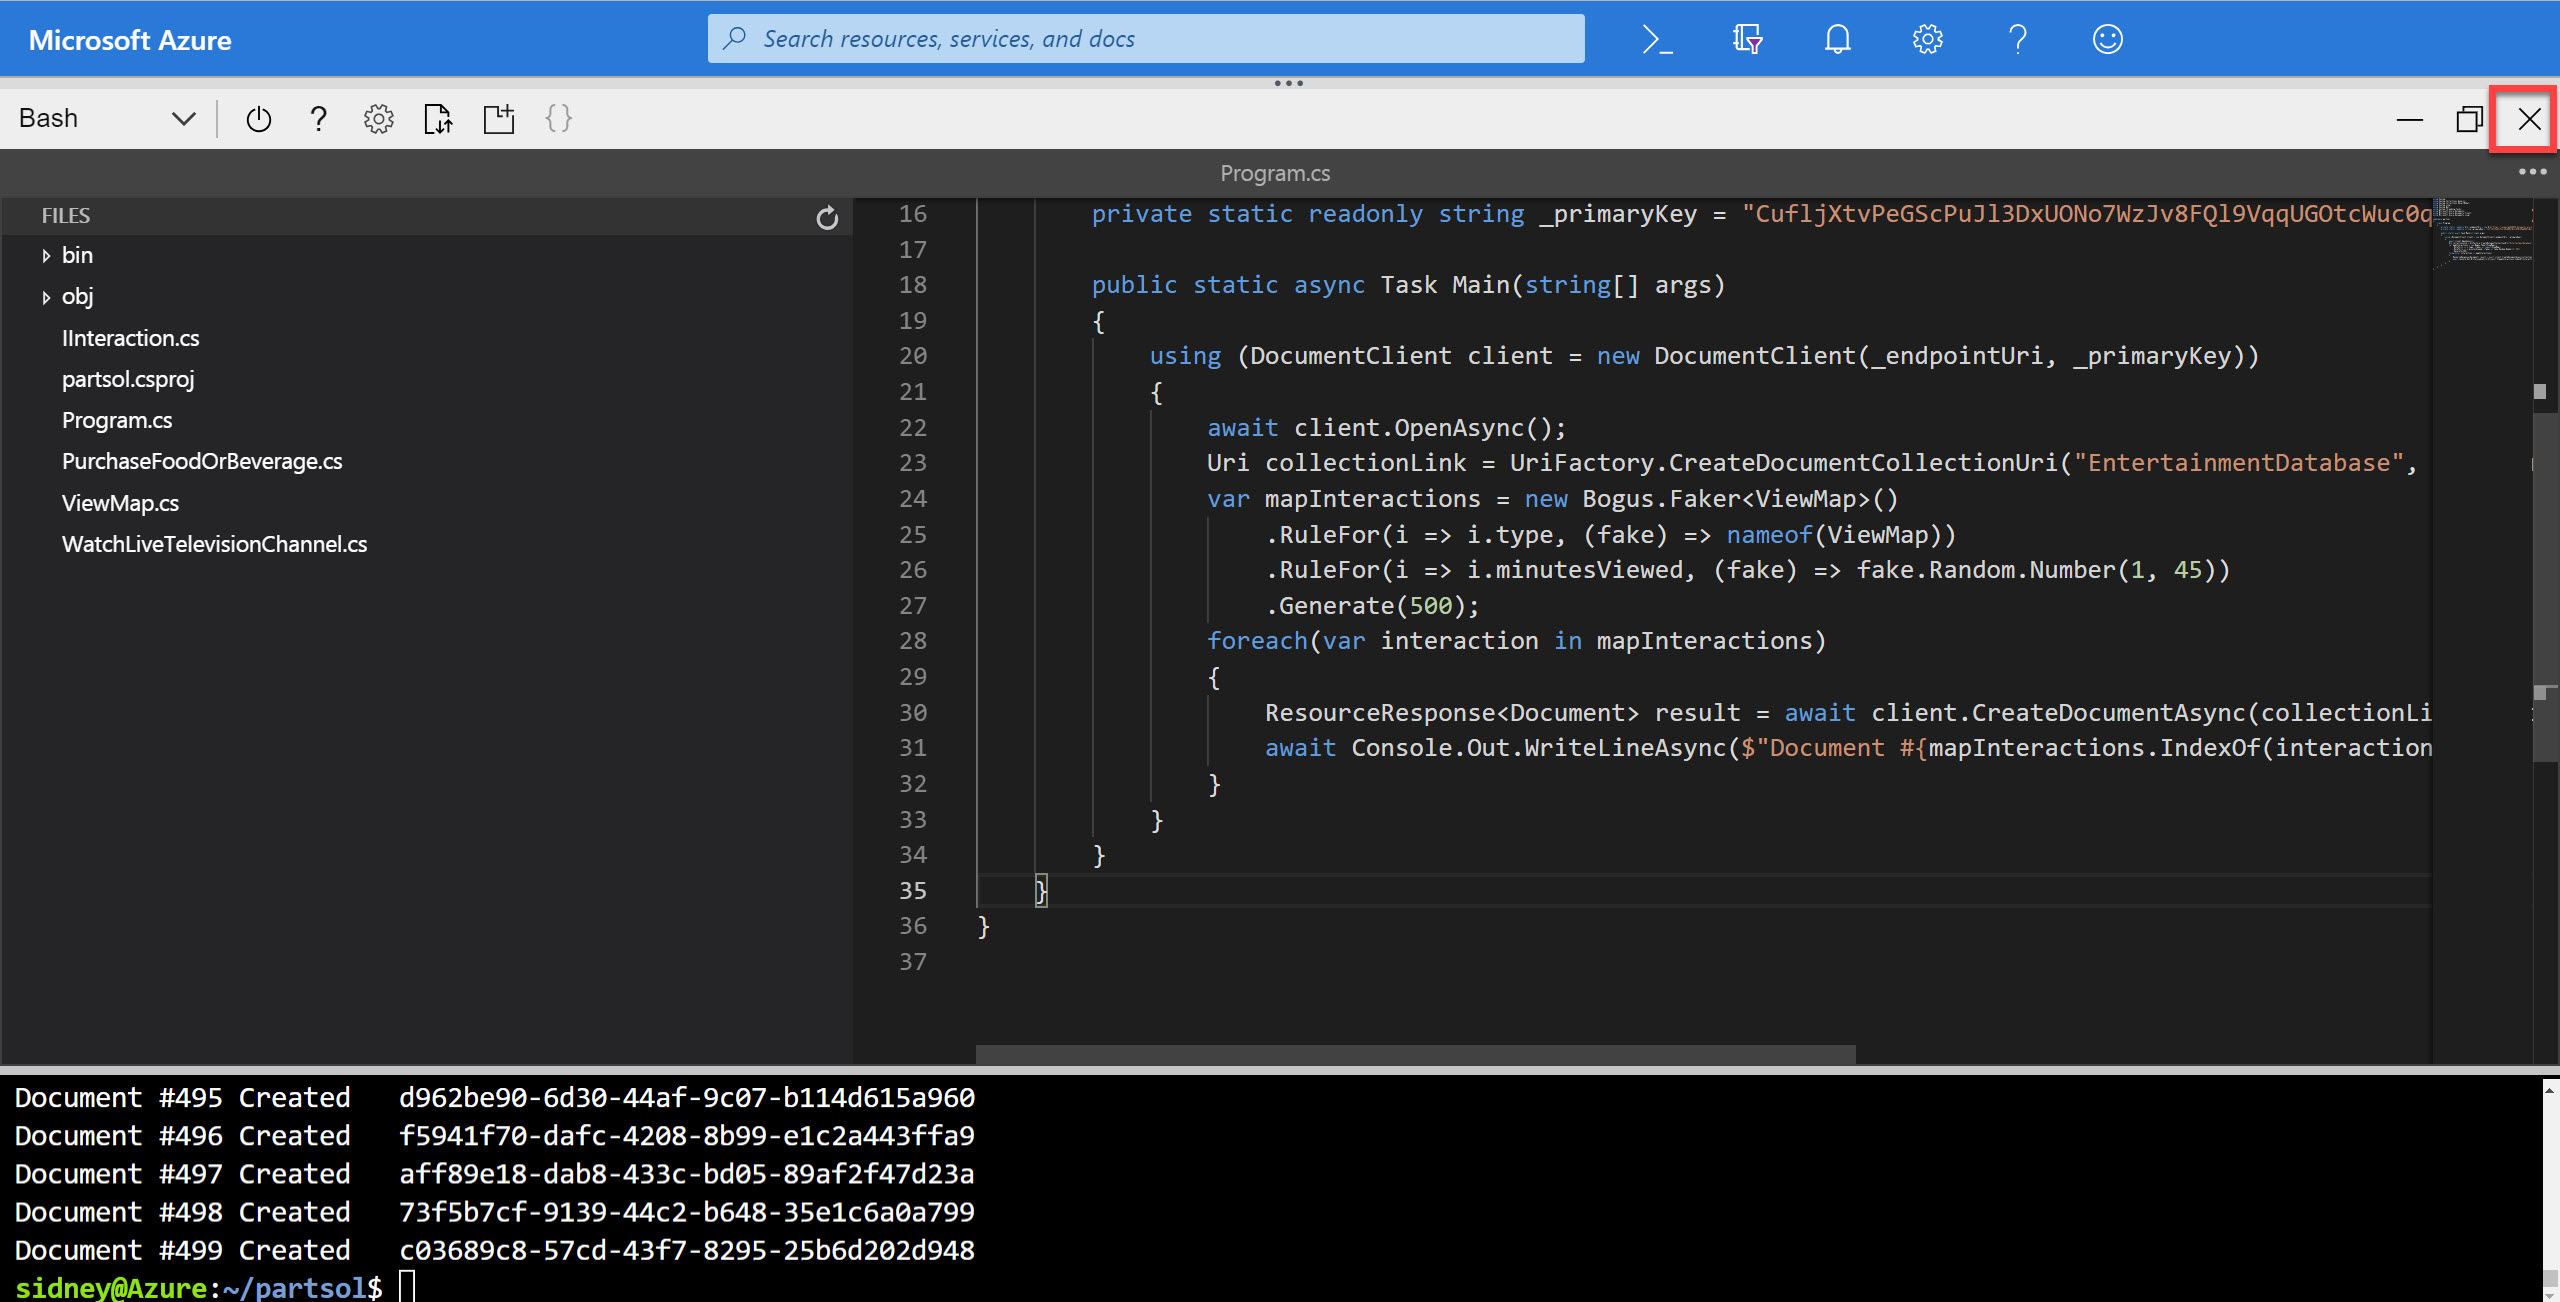 Microsoft Azure
Search resources, services, and docs
Bash
Program.cs
FILES
bin
obj
IInteraction.cs
partsol.csproj
Program.cs
PurchaseFoodOrBeverage.cs
ViewMap.cs
WatchLiveTelevisionChannel.cs
16 private static readonly string _primaryKey = "CufljXtvPeGScPuJl3DxUONo7WzJv8FQl9VqqUGOtcWuc0q
17
18 public static async Task Main(string[] args)
19 {
20 using (DocumentClient client = new DocumentClient(_endpointUri, _primaryKey))
21 {
22 await client.OpenAsync();
23 Uri collectionLink = UriFactory.CreateDocumentCollectionUri("EntertainmentDatabase",
24 var mapInteractions = new Bogus.Faker<ViewMap>()
25 .RuleFor(i => i.type, (fake) => nameof(ViewMap))
26 .RuleFor(i => i.minutesViewed, (fake) => fake.Random.Number(1, 45))
27 .Generate(500);
28 foreach(var interaction in mapInteractions)
29 {
30 ResourceResponse<Document> result = await client.CreateDocumentAsync(collectionLi
31 await Console.Out.WriteLineAsync($"Document #{mapInteractions.IndexOf(interaction
32 }
33 }
34 }
35 }
36 }
37
Document #495 Created d962be90-6d30-44af-9c07-b114d615a960
Document #496 Created f5941f70-dafc-4208-8b99-e1c2a443ffa9
Document #497 Created aff89e18-dab8-433c-bd05-89af2f47d23a
Document #498 Created 73f5b7cf-9139-44c2-b648-35e1c6a0a799
Document #499 Created c03689c8-57cd-43f7-8295-25b6d202d948
sidney@Azure:~/partsol$